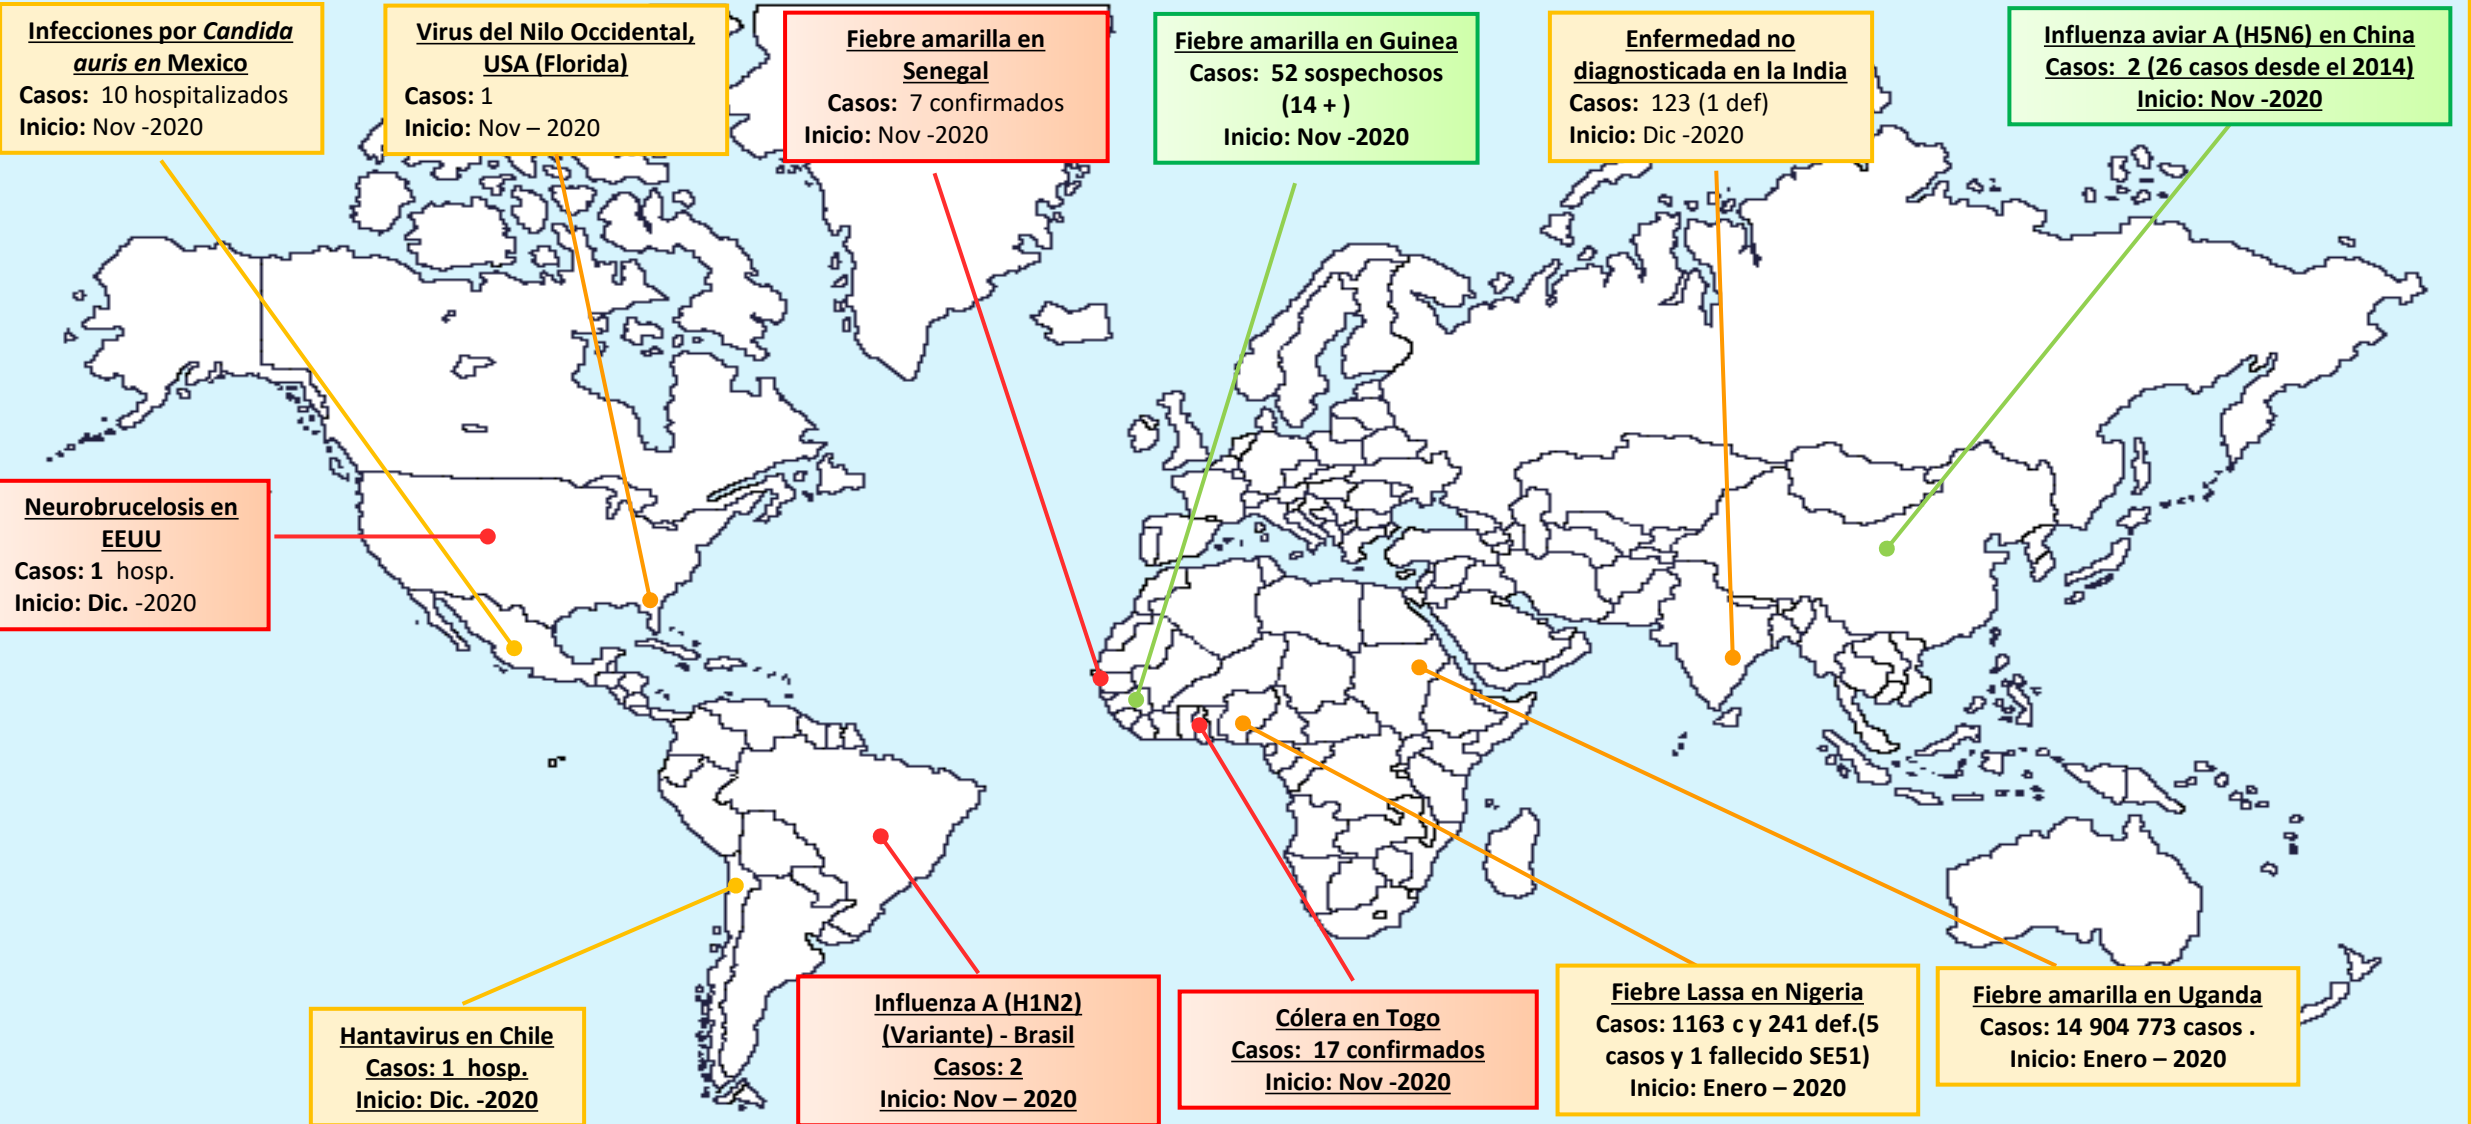 Infecciones por Candida
auris en Mexico
Casos: 10 hospitalizados
Inicio: Nov -2020
Virus del Nilo Occidental,
USA (Florida)
Casos: 1
Inicio: Nov – 2020
Fiebre amarilla en
Senegal
Casos: 7 confirmados
Inicio: Nov -2020
Fiebre amarilla en Guinea
Casos: 52 sospechosos
(14 + )
Inicio: Nov -2020
Enfermedad no
diagnosticada en la India
Casos: 123 (1 def)
Inicio: Dic -2020
Influenza aviar A (H5N6) en China
Casos: 2 (26 casos desde el 2014)
Inicio: Nov -2020
Neurobrucelosis en
EEUU
Casos: 1 hosp.
Inicio: Dic. -2020
Hantavirus en Chile
Casos: 1 hosp.
Inicio: Dic. -2020
Influenza A (H1N2)
(Variante) - Brasil
Casos: 2
Inicio: Nov – 2020
Cólera en Togo
Casos: 17 confirmados
Inicio: Nov -2020
Fiebre Lassa en Nigeria
Casos: 1163 c y 241 def.(5
casos y 1 fallecido SE51)
Inicio: Enero – 2020
Fiebre amarilla en Uganda
Casos: 14 904 773 casos .
Inicio: Enero – 2020